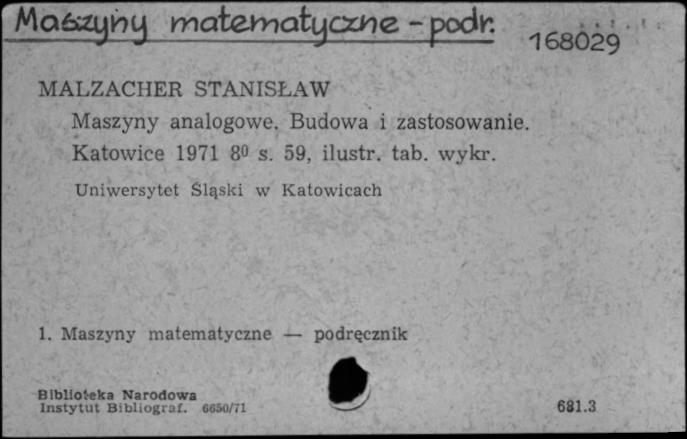 Maszyny matematyczne - podr.
168029
MALZACHER STANISŁAW
Maszyny analogowe. Budowa i zastosowanie.
Katowice 1971 8⁰ s. 59, ilustr. tab. wykr.
Uniwersytet Śląski w Katowicach
1. Maszyny matematyczne — podręcznik
Biblioteka Narodowa
Instytut Bibliograf. 6650/71
681.3